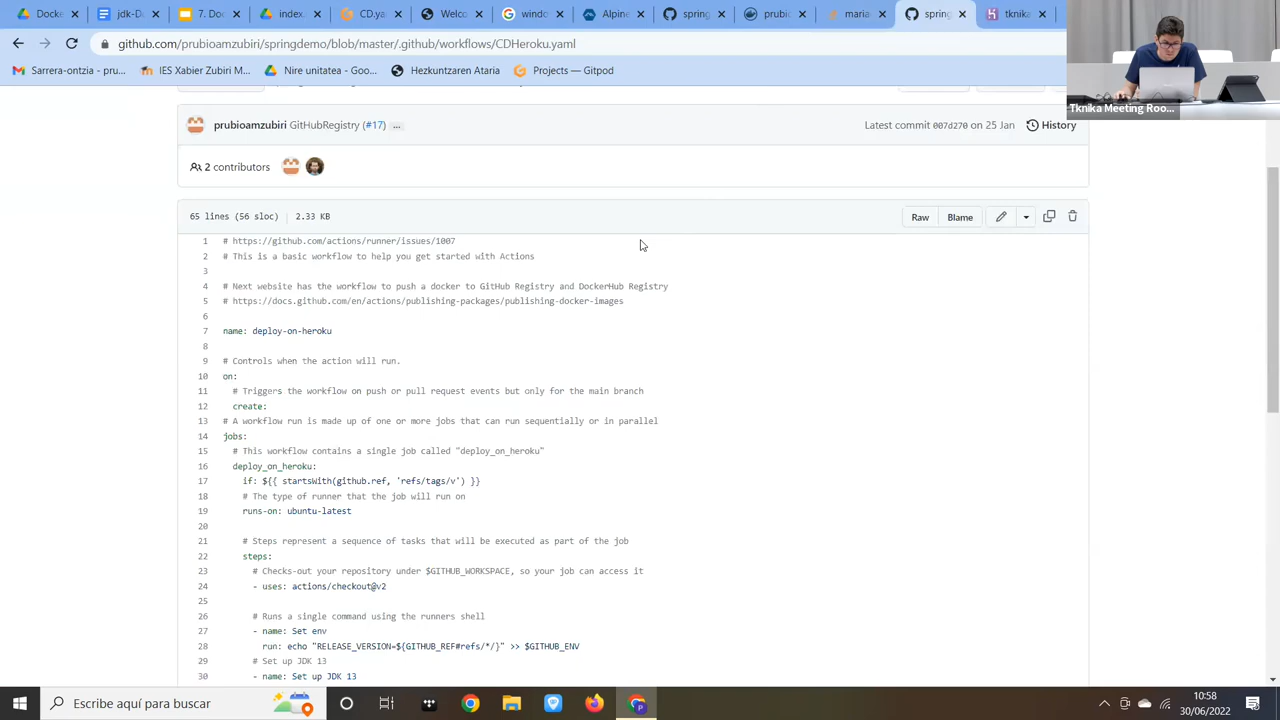 mariae
spring
spring
tknika
github.com/prubioamzubiri/springdemo/blob/master/.github/workflows/CDHeroku.yaml
Sarrera-ontzia - pru...
IES Xabier Zubiri M...
Nire unitatea - Goo...
Hezkuntzaren Ataria
Projects — Gitpod
Tknika Meeting Roo...
prubioamzubiri GitHubRegistry (#17) ...
Latest commit 007d270 on 25 Jan
History
2 contributors
65 lines (56 sloc) 2.33 KB
Raw
Blame
1 # https://github.com/actions/runner/issues/1007
2 # This is a basic workflow to help you get started with Actions
3
4 # Next website has the workflow to push a docker to GitHub Registry and DockerHub Registry
5 # https://docs.github.com/en/actions/publishing-packages/publishing-docker-images
6
7 name: deploy-on-heroku
8
9 # Controls when the action will run.
10 on:
11 # Triggers the workflow on push or pull request events but only for the main branch
12 create:
13 # A workflow run is made up of one or more jobs that can run sequentially or in parallel
14 jobs:
15 # This workflow contains a single job called "deploy_on_heroku"
16 deploy_on_heroku:
17 if: ${{ startsWith(github.ref, 'refs/tags/v') }}
18 # The type of runner that the job will run on
19 runs-on: ubuntu-latest
20
21 # Steps represent a sequence of tasks that will be executed as part of the job
22 steps:
23 # Checks-out your repository under $GITHUB_WORKSPACE, so your job can access it
24 - uses: actions/checkout@v2
25
26 # Runs a single command using the runners shell
27 - name: Set env
28 run: echo "RELEASE_VERSION=${GITHUB_REF#refs/*/}" >> $GITHUB_ENV
29 # Set up JDK 13
30 - name: Set up JDK 13
Escribe aquí para buscar
10:58
30/06/2022